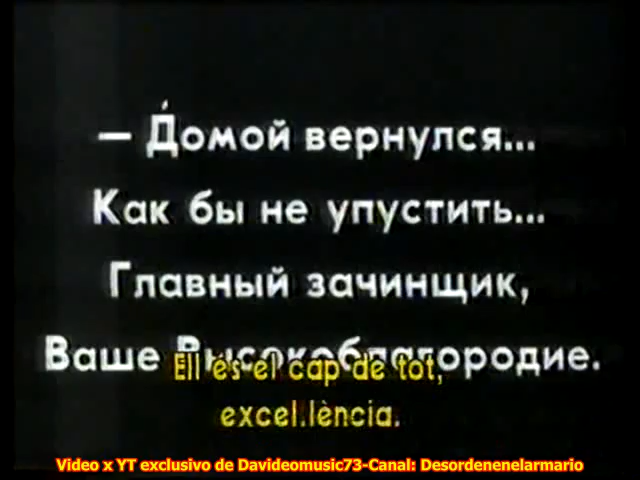 — Домой вернулся...
Как бы не упустить...
Главный зачинщик,
Ваше Высокоблагородие.
Ell és el cap de tot,
excel.lència.
Video x YT exclusivo de Davideomusic73-Canal: Desordenenelarmario